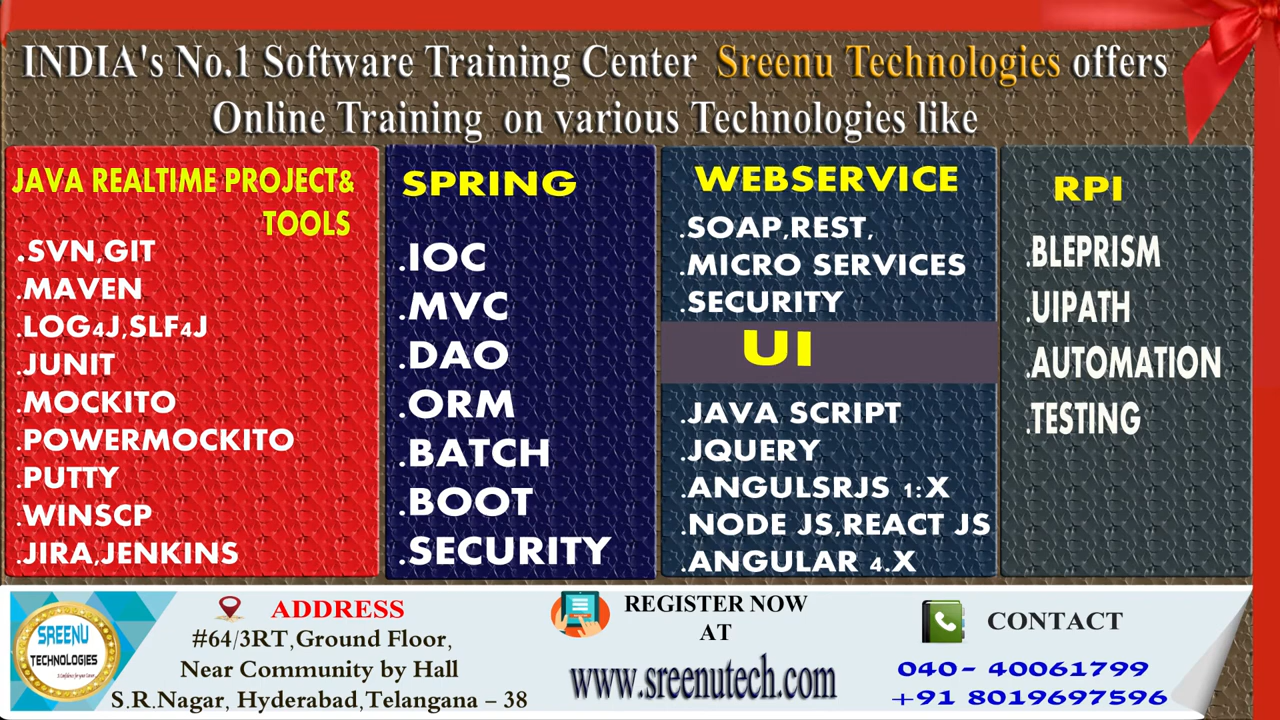 INDIA's No.1 Software Training Center Sreenu Technologies offers
Online Training on various Technologies like
JAVA REALTIME PROJECT&
TOOLS
.SVN,GIT
.MAVEN
.LOG4J,SLF4J
.JUNIT
.MOCKITO
.POWERMOCKITO
.PUTTY
.WINSCP
.JIRA,JENKINS
SPRING
.IOC
.MVC
.DAO
.ORM
.BATCH
.BOOT
.SECURITY
WEBSERVICE
.SOAP,REST,
.MICRO SERVICES
.SECURITY
UI
.JAVA SCRIPT
.JQUERY
.ANGULSRJS 1:X
.NODE JS,REACT JS
.ANGULAR 4.X
RPI
.BLEPRISM
.UIPATH
.AUTOMATION
.TESTING
SREENU
TECHNOLOGIES
ADDRESS
#64/3RT,Ground Floor,
Near Community by Hall
S.R.Nagar, Hyderabad,Telangana – 38
REGISTER NOW
AT
www.sreenutech.com
CONTACT
040- 40061799
+91 8019697596